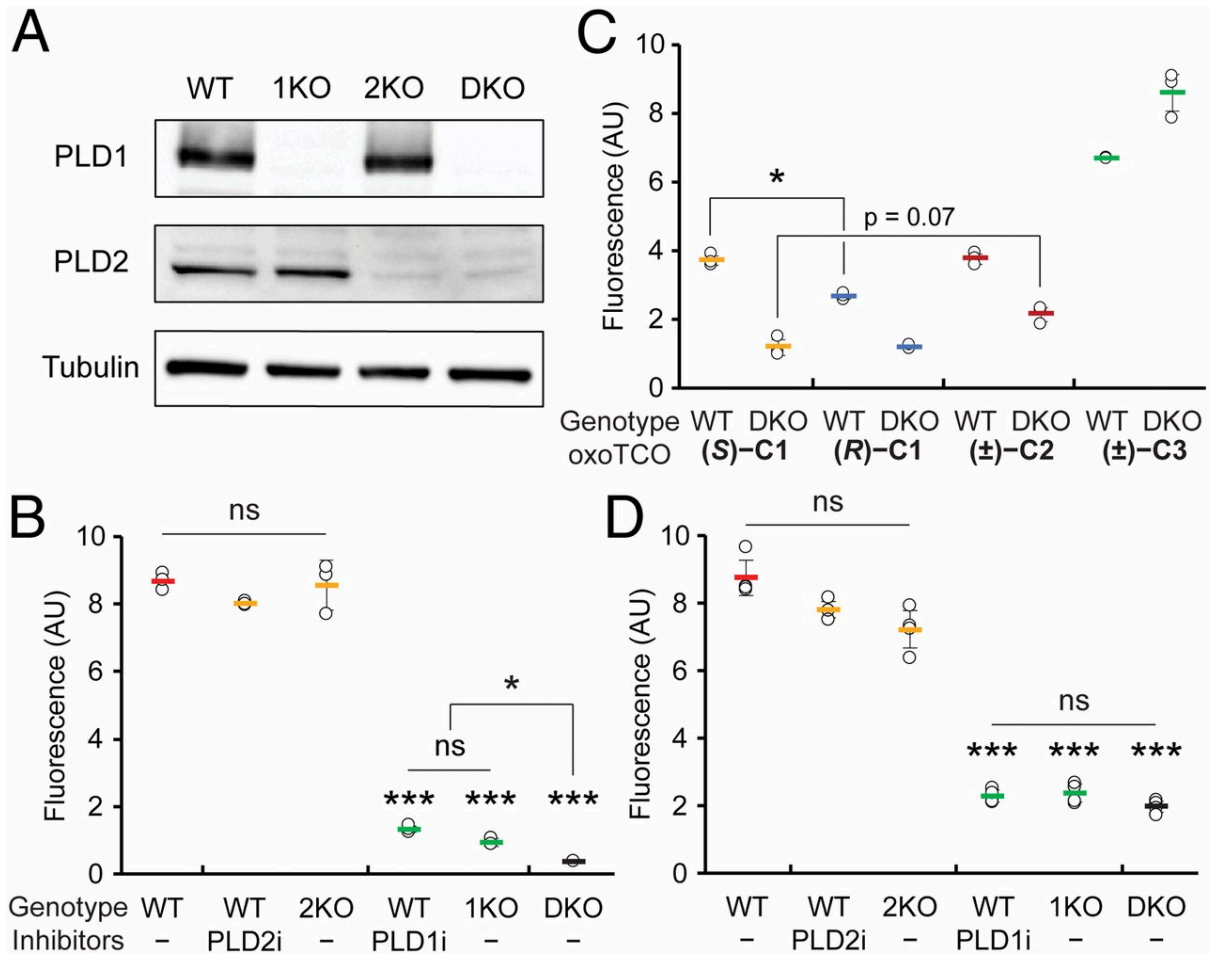 A
WT 1KO 2KO DKO
PLD1
PLD2
Tubulin
C
10
8
6
4
2
0
Fluorescence (AU)
*
p = 0.07
Genotype WT DKO WT DKO WT DKO WT DKO
oxoTCO (S)–C1 (R)–C1 (±)–C2 (±)–C3
B
10
8
6
4
2
0
Fluorescence (AU)
ns
*
ns
*** *** ***
Genotype WT WT 2KO WT 1KO DKO
Inhibitors – PLD2i – PLD1i – –
D
10
8
6
4
2
0
Fluorescence (AU)
ns
ns
*** *** ***
WT WT 2KO WT 1KO DKO
– PLD2i – PLD1i – –